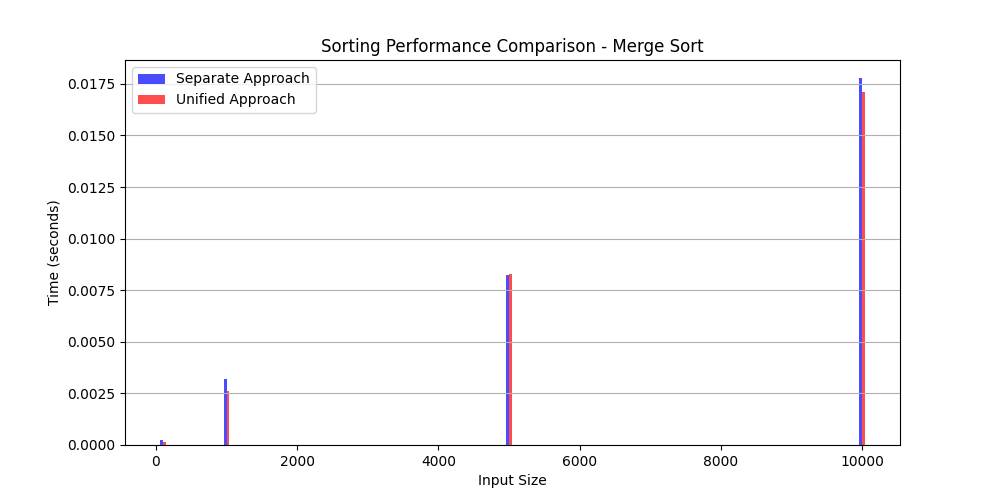 Sorting Performance Comparison - Merge Sort
Separate Approach
Unified Approach
0.0175
0.0150
0.0125
0.0100
0.0075
0.0050
0.0025
0.0000
Time (seconds)
0 2000 4000 6000 8000 10000
Input Size